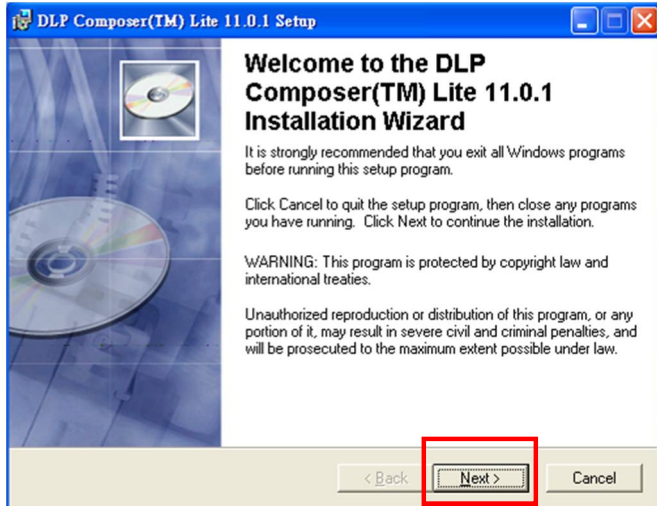 DLP Composer(TM) Lite 11.0.1 Setup
Welcome to the DLP
Composer(TM) Lite 11.0.1
Installation Wizard
It is strongly recommended that you exit all Windows programs
before running this setup program.
Click Cancel to quit the setup program, then close any programs
you have running. Click Next to continue the installation.
WARNING: This program is protected by copyright law and
international treaties.
Unauthorized reproduction or distribution of this program, or any
portion of it, may result in severe civil and criminal penalties, and
will be prosecuted to the maximum extent possible under law.
< Back
Next >
Cancel